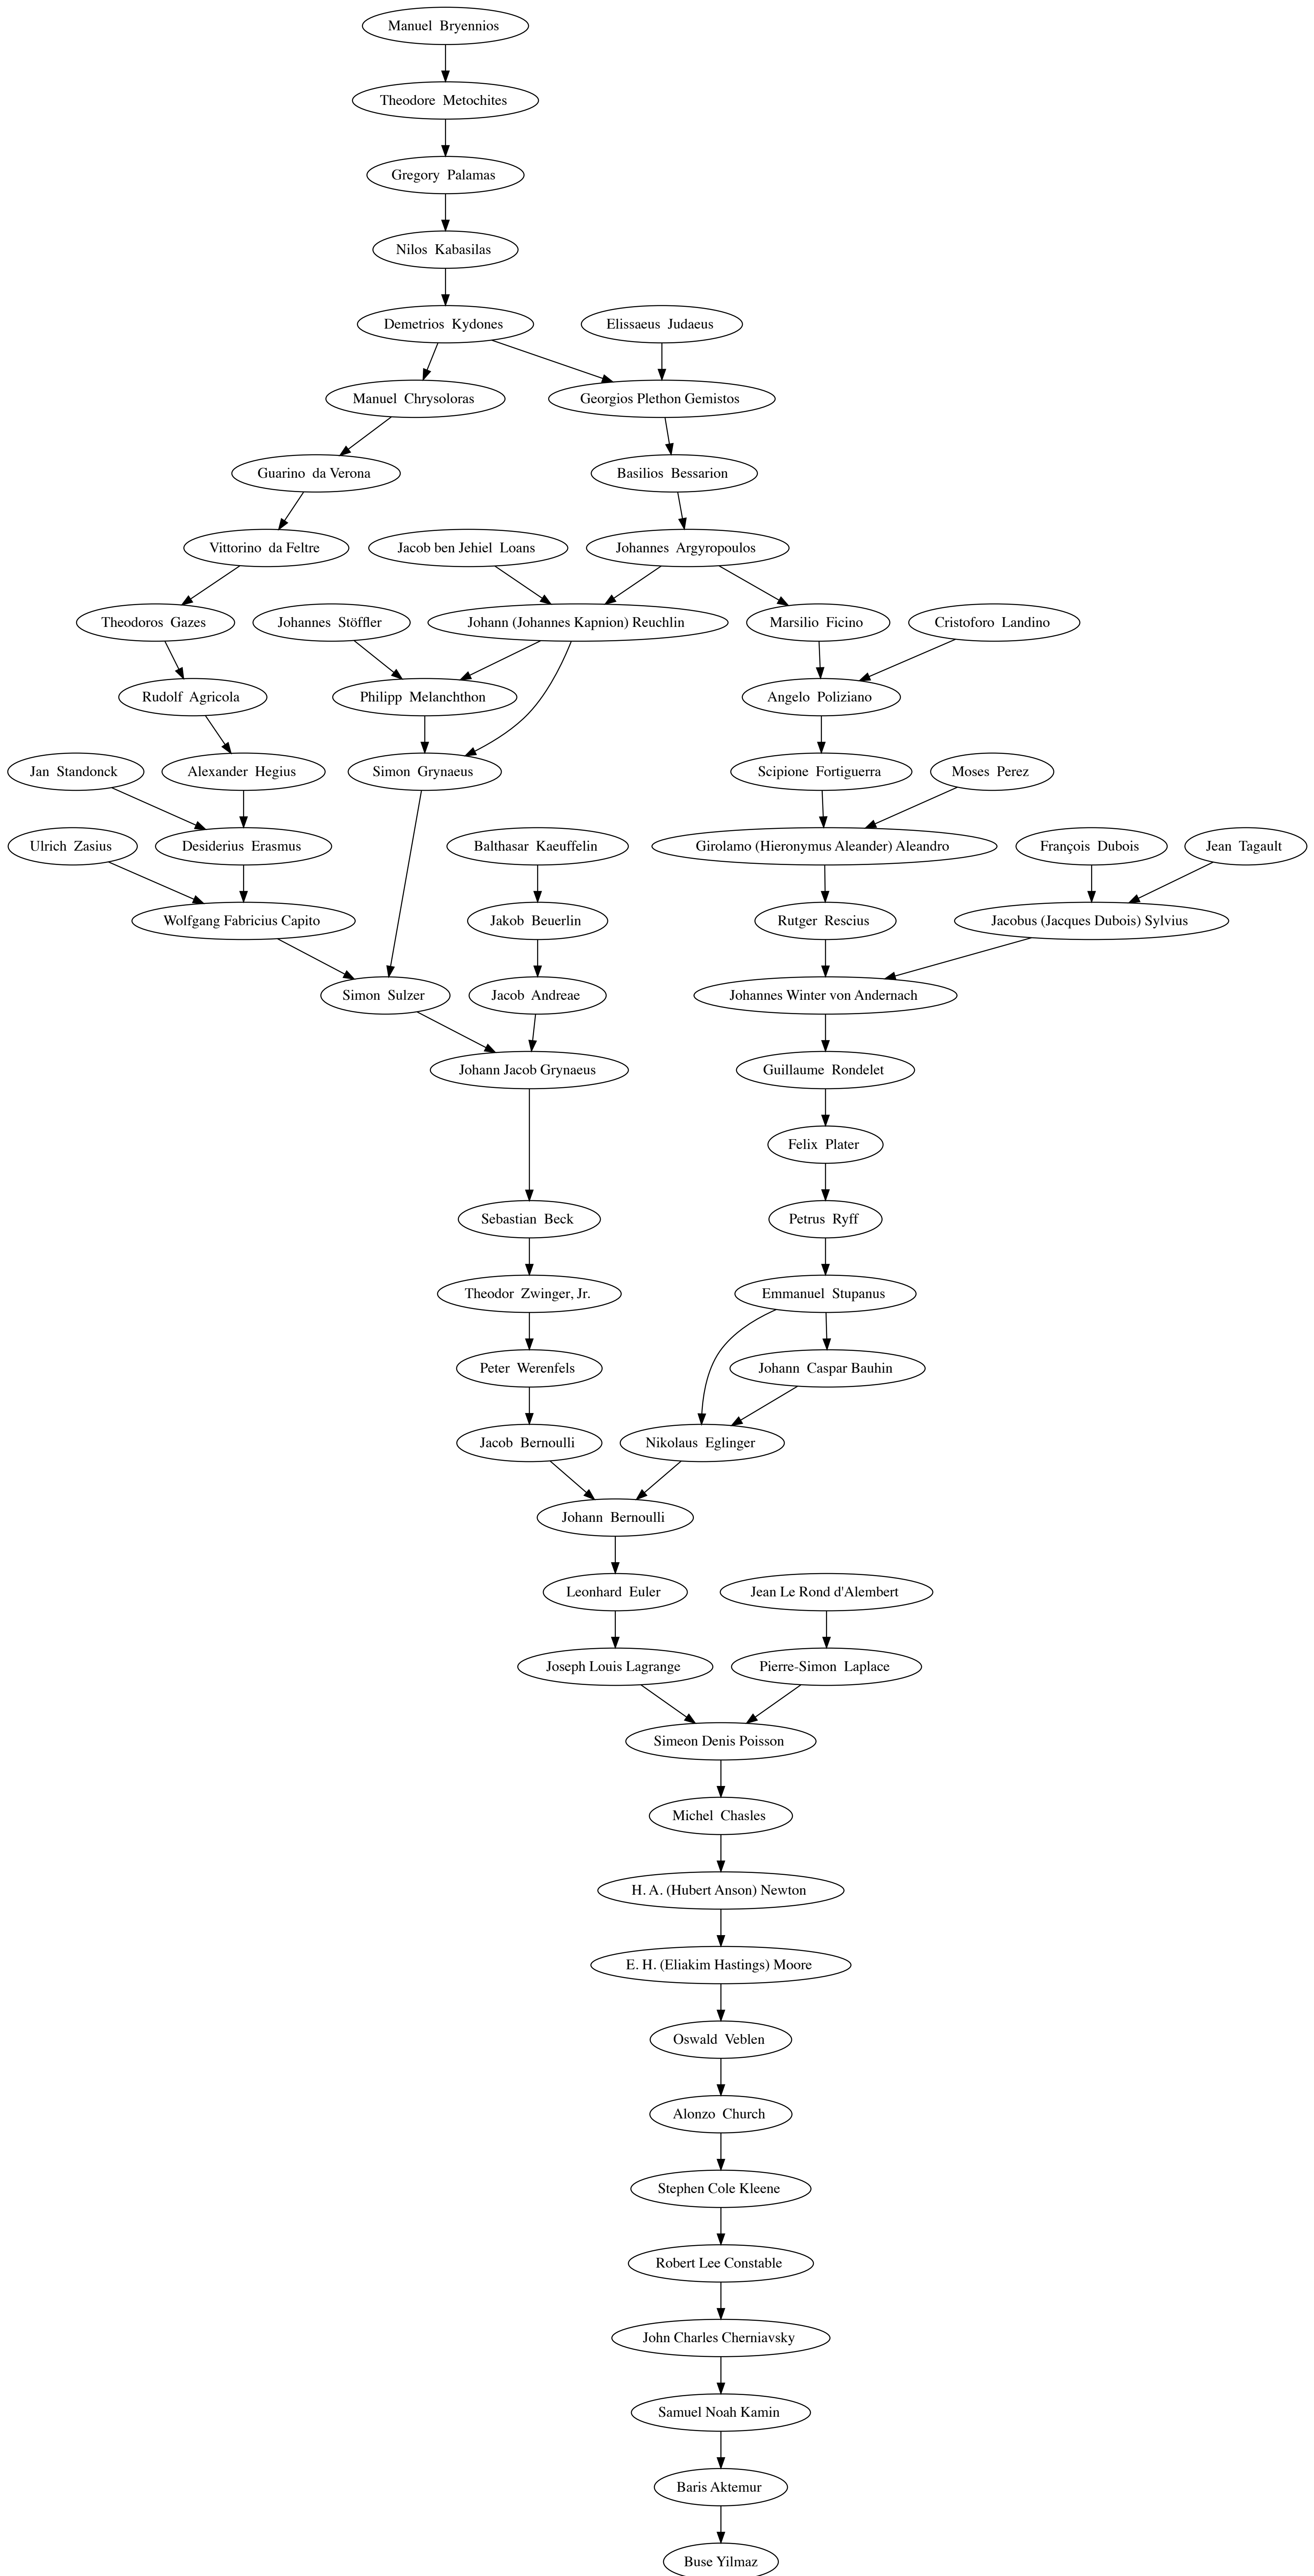 Manuel Bryennios
Theodore Metochites
Gregory Palamas
Nilos Kabasilas
Demetrios Kydones
Elissaeus Judaeus
Manuel Chrysoloras
Georgios Plethon Gemistos
Guarino da Verona
Basilios Bessarion
Vittorino da Feltre
Jacob ben Jehiel Loans
Johannes Argyropoulos
Theodoros Gazes
Johannes Stöffler
Johann (Johannes Kapnion) Reuchlin
Marsilio Ficino
Cristoforo Landino
Rudolf Agricola
Philipp Melanchthon
Angelo Poliziano
Jan Standonck
Alexander Hegius
Simon Grynaeus
Scipione Fortiguerra
Moses Perez
Ulrich Zasius
Desiderius Erasmus
Balthasar Kaeuffelin
Girolamo (Hieronymus Aleander) Aleandro
François Dubois
Jean Tagault
Wolfgang Fabricius Capito
Jakob Beuerlin
Rutger Rescius
Jacobus (Jacques Dubois) Sylvius
Simon Sulzer
Jacob Andreae
Johannes Winter von Andernach
Johann Jacob Grynaeus
Guillaume Rondelet
Felix Plater
Sebastian Beck
Petrus Ryff
Theodor Zwinger, Jr.
Emmanuel Stupanus
Peter Werenfels
Johann Caspar Bauhin
Jacob Bernoulli
Nikolaus Eglinger
Johann Bernoulli
Leonhard Euler
Jean Le Rond d'Alembert
Joseph Louis Lagrange
Pierre-Simon Laplace
Simeon Denis Poisson
Michel Chasles
H. A. (Hubert Anson) Newton
E. H. (Eliakim Hastings) Moore
Oswald Veblen
Alonzo Church
Stephen Cole Kleene
Robert Lee Constable
John Charles Cherniavsky
Samuel Noah Kamin
Baris Aktemur
Buse Yilmaz